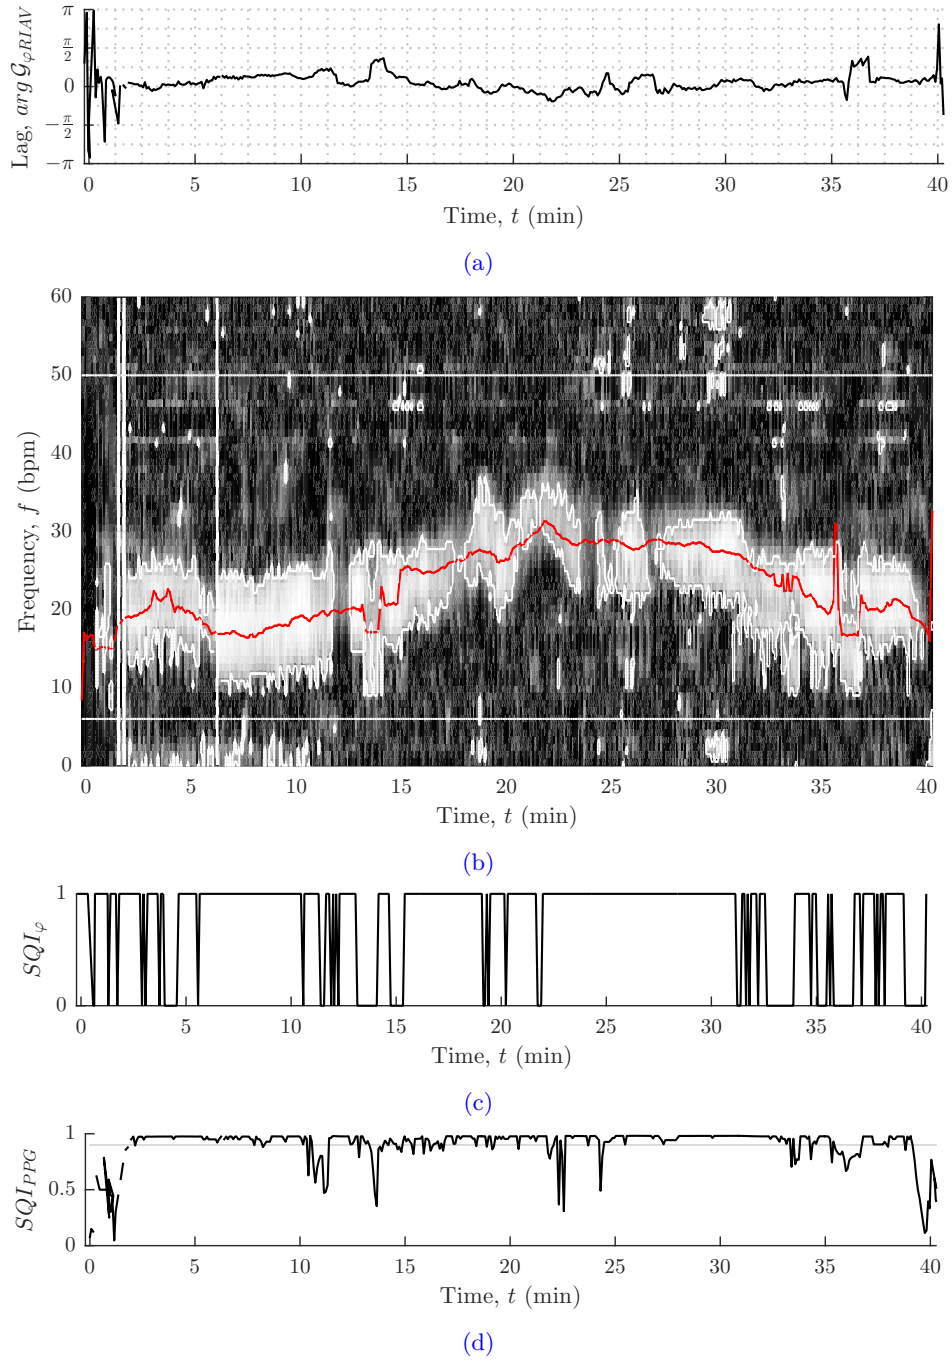 π
π/2
0
−π/2
−π
Lag, arg 𝒢φRIAV
0 5 10 15 20 25 30 35 40
Time, t (min)
(a)
60
50
40
30
20
10
0
Frequency, f (bpm)
0 5 10 15 20 25 30 35 40
Time, t (min)
(b)
1
0
SQIφ
0 5 10 15 20 25 30 35 40
Time, t (min)
(c)
1
0.5
0
SQIPPG
0 5 10 15 20 25 30 35 40
Time, t (min)
(d)